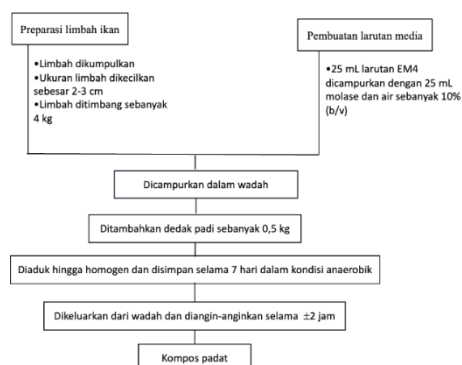 Preparasi limbah ikan
•Limbah dikumpulkan
•Ukuran limbah dikecilkan
sebesar 2-3 cm
•Limbah ditimbang sebanyak
4 kg
Pembuatan larutan media
•25 mL larutan EM4
dicampurkan dengan 25 mL
molase dan air sebanyak 10%
(b/v)
Dicampurkan dalam wadah
Ditambahkan dedak padi sebanyak 0,5 kg
Diaduk hingga homogen dan disimpan selama 7 hari dalam kondisi anaerobik
Dikeluarkan dari wadah dan diangin-anginkan selama ±2 jam
Kompos padat